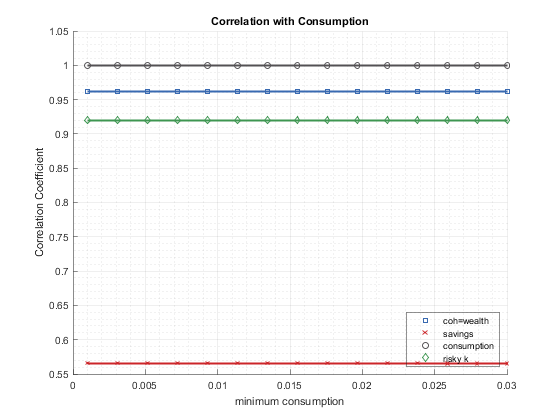 Correlation with Consumption
1.05
1
0.95
0.9
0.85
0.8
0.75
0.7
0.65
0.6
0.55
Correlation Coefficient
coh=wealth
savings
consumption
risky k
0
0.005
0.01
0.015
0.02
0.025
0.03
minimum consumption